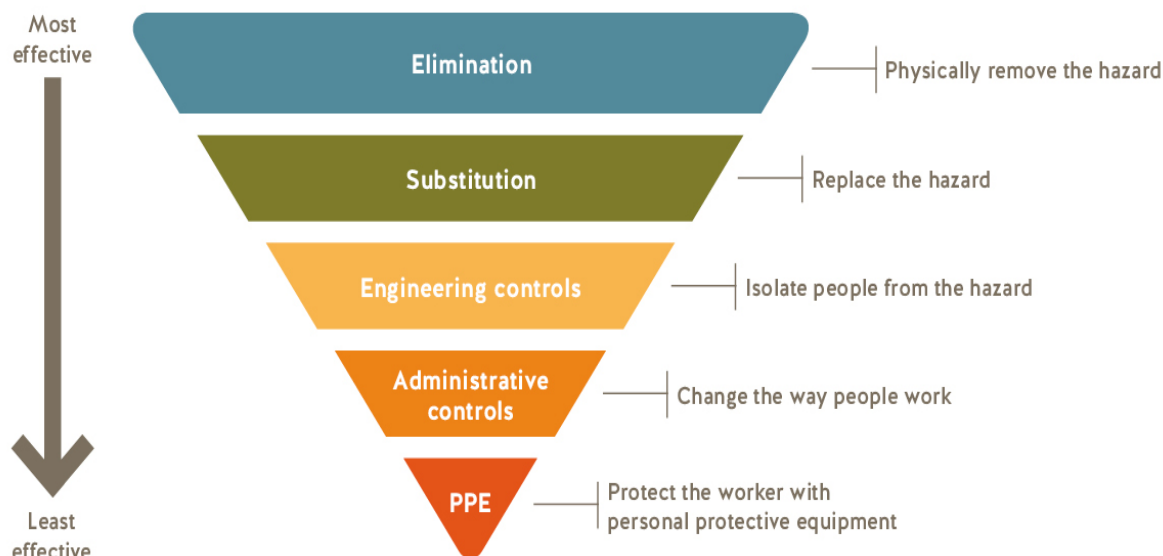 Most
effective
Elimination
Physically remove the hazard
Substitution
Replace the hazard
Engineering controls
Isolate people from the hazard
Administrative
controls
Change the way people work
PPE
Protect the worker with
personal protective equipment
Least
effective